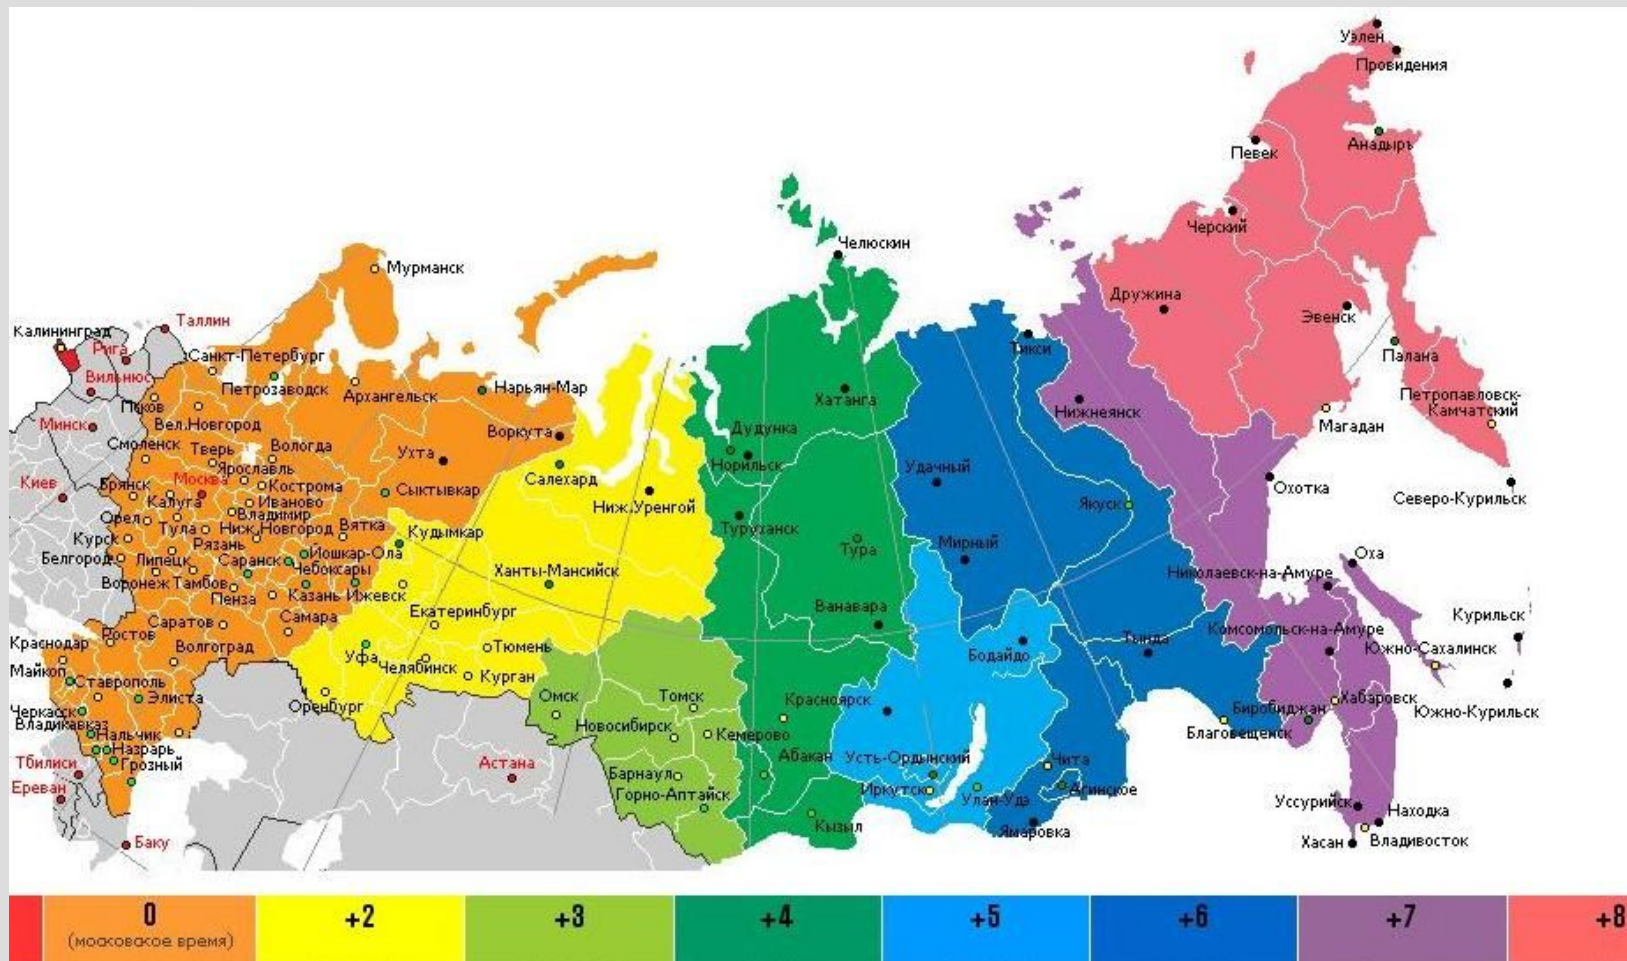 Уэлен
Провидения
Анадырь
Певек
Черский
Челюскин
Мурманск
Дружина
Эвенск
Таллин
Калининград
Рига
Санкт-Петербург
Тикси
Палана
Вильнюс
Петрозаводск
Нарьян-Мар
Архангельск
Хатанга
Петропавловск-
Камчатский
Псков
Нижнеянск
Минск
Вел.Новгород
Воркута
Дудунка
Магадан
Смоленск
Тверь
Вологда
Ухта
Норильск
Удачный
Ярославль
Салехард
Киев
Брянск
Москва
Кострома
Сыктывкар
Охотка
Северо-Курильск
Калуга
Иваново
Ниж.Уренгой
Якуск
Владимир
Орел
Тула
Ниж.Новгород
Вятка
Кудымкар
Туруханск
Курск
Рязань
Йошкар-Ола
Тура
Мирный
Оха
Белгород
Липецк
Саранск
Чебоксары
Ханты-Мансийск
Николаевск-на-Амуре
Воронеж
Тамбов
Пенза
Казань
Ижевск
Екатеринбург
Ванавара
Самара
Саратов
Курильск
Комсомольск-на-Амуре
Краснодар
Ростов
Волгоград
Уфа
Тюмень
Бодайдо
Тында
Южно-Сахалинск
Майкоп
Челябинск
Курган
Ставрополь
Элиста
Оренбург
Омск
Томск
Красноярск
Хабаровск
Черкасск
Биробиджан
Южно-Курильск
Владикавказ
Нальчик
Новосибирск
Кемерово
Благовещенск
Назрарь
Абакан
Усть-Ордынский
Чита
Тбилиси
Грозный
Астана
Барнаул
Ереван
Горно-Аптайск
Иркутск
Улан-Удэ
Агинское
Уссурийск
Находка
Кызыл
Ямаровка
Баку
Хасан
Владивосток
0
+2
+3
+4
+5
+6
+7
+8
(московское время)